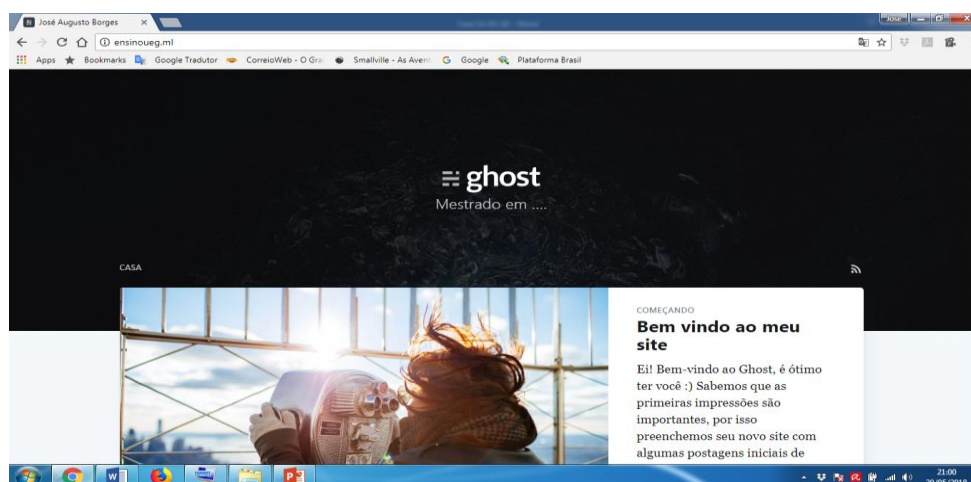 José Augusto Borges
Jose
ensinoueg.ml
Apps Bookmarks Google Tradutor CorreioWeb - O Gra Smallville - As Avent Google Plataforma Brasil
ghost
Mestrado em ....
CASA
COMEÇANDO
Bem vindo ao meu
site
Ei! Bem-vindo ao Ghost, é ótimo
ter você :) Sabemos que as
primeiras impressões são
importantes, por isso
preenchemos seu novo site com
algumas postagens iniciais de
21:00